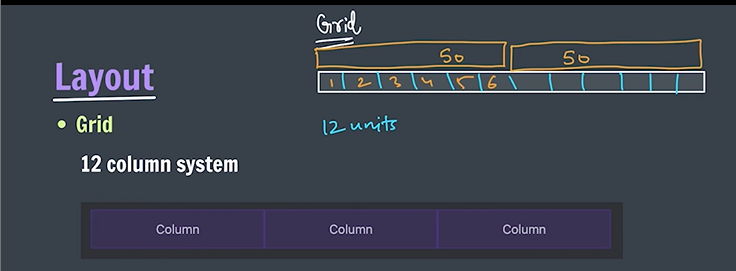 Grid
50 50
Layout
1 2 3 4 5 6
• Grid
12 units
12 column system
Column Column Column